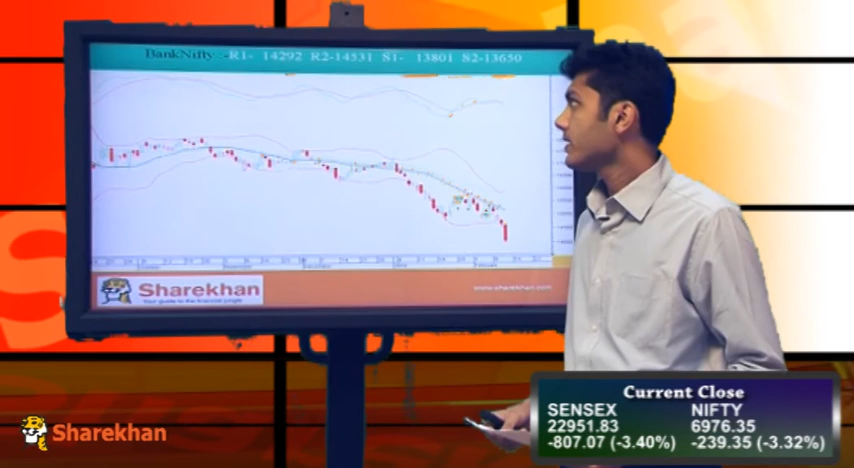 BankNifty :-R1- 14292 R2-14531 S1- 13801 S2-13650
Sharekhan
Your guide to the financial jungle
www.sharekhan.com
Sharekhan
Current Close
SENSEX NIFTY
22951.83 6976.35
-807.07 (-3.40%) -239.35 (-3.32%)